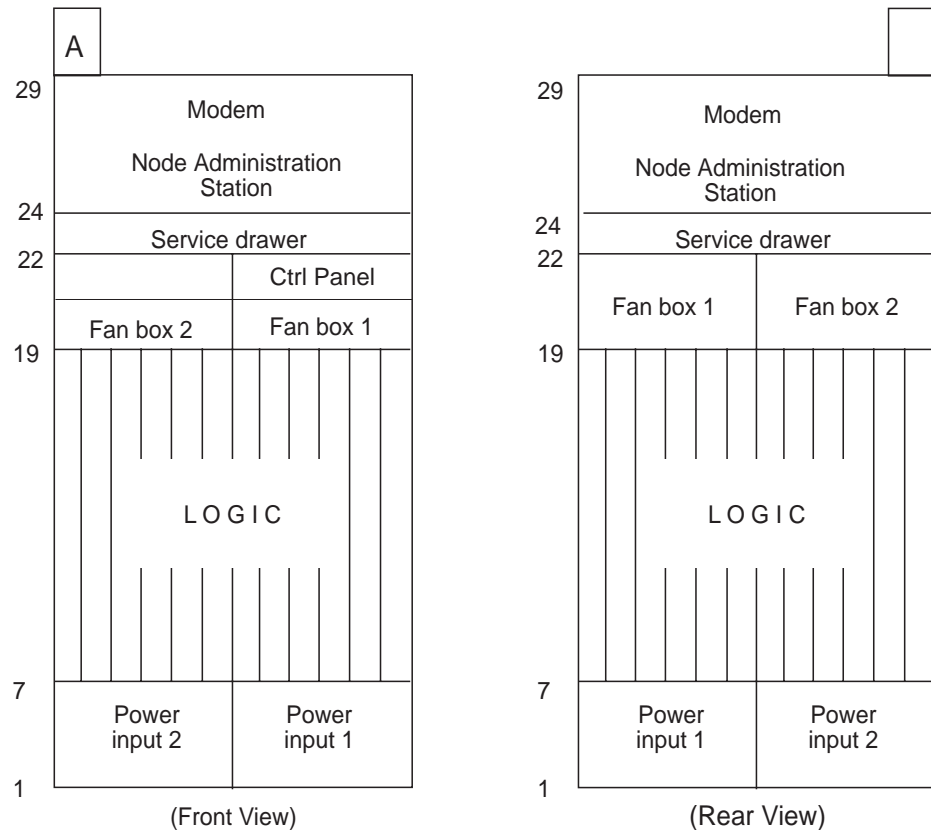 A
29
Modem
Node Administration
Station
24
Service drawer
22
Ctrl Panel
Fan box 2
Fan box 1
19
L O G I C
7
Power
input 2
Power
input 1
1
(Front View)
29
Modem
Node Administration
Station
24
Service drawer
22
Fan box 1
Fan box 2
19
L O G I C
7
Power
input 1
Power
input 2
1
(Rear View)